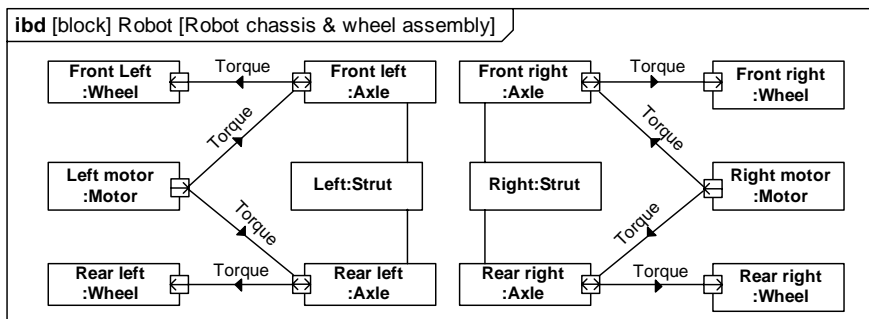 ibd [block] Robot [Robot chassis & wheel assembly]
Front Left
:Wheel
Torque
Front left
:Axle
Front right
:Axle
Torque
Front right
:Wheel
Torque
Torque
Left motor
:Motor
Left:Strut
Right:Strut
Right motor
:Motor
Torque
Torque
Rear left
:Wheel
Torque
Rear left
:Axle
Rear right
:Axle
Torque
Rear right
:Wheel